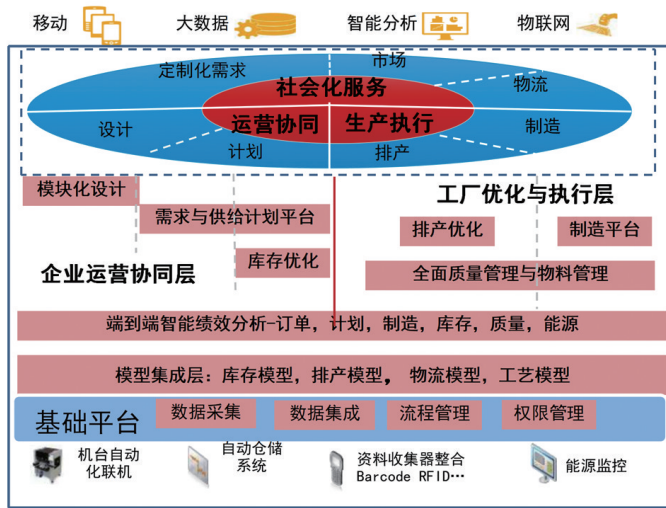 移动
大数据
智能分析
物联网
定制化需求
市场
物流
社会化服务
设计
运营协同
生产执行
制造
计划
排产
模块化设计
工厂优化与执行层
需求与供给计划平台
排产优化
制造平台
企业运营协同层
库存优化
全面质量管理与物料管理
端到端智能绩效分析-订单，计划，制造，库存，质量，能源
模型集成层：库存模型，排产模型， 物流模型，工艺模型
基础平台
数据采集
数据集成
流程管理
权限管理
机台自动
化联机
自动仓储
系统
资料收集器整合
Barcode RFID…
能源监控